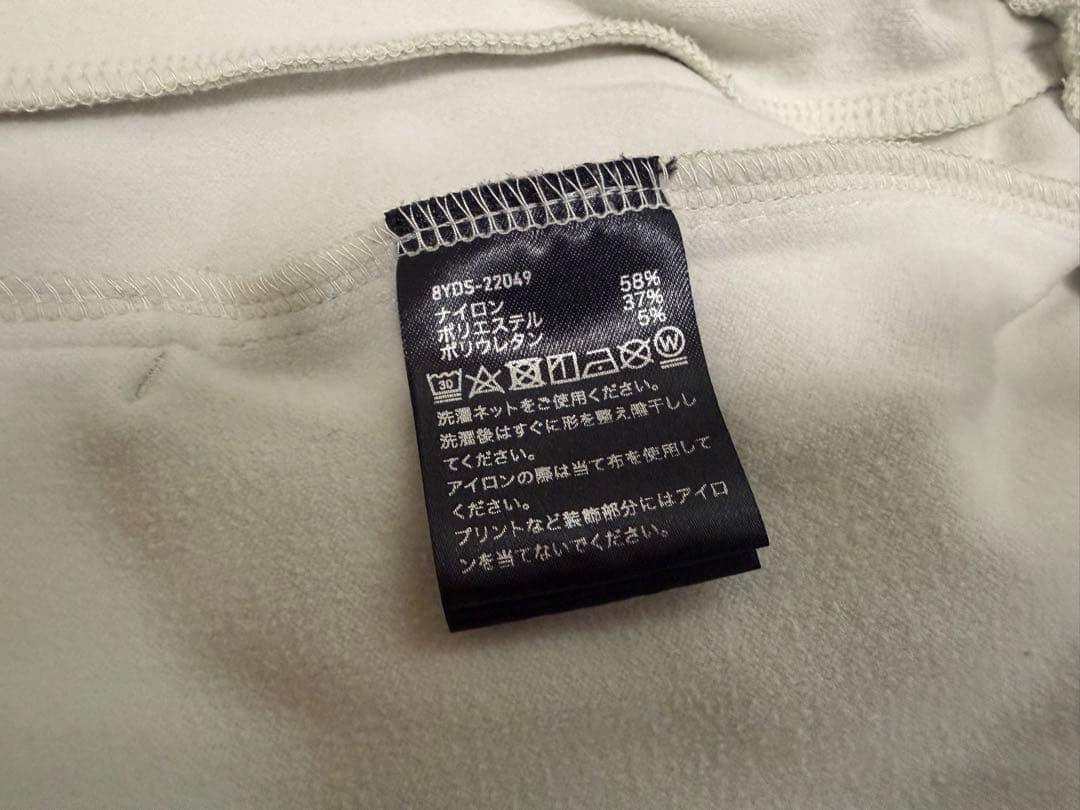 8YDS-22049
ナイロン 58%
ポリエステル 37%
ポリウレタン 5%
30 W
洗濯ネットをご使用ください。
洗濯後はすぐに形を整え陰干しし
てください。
アイロンの際は当て布を使用して
ください。
プリントなど装飾部分にはアイロ
ンを当てないでください。